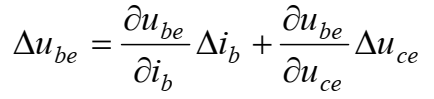 Δu_be = ∂u_be/∂i_b Δi_b + ∂u_be/∂u_ce Δu_ce